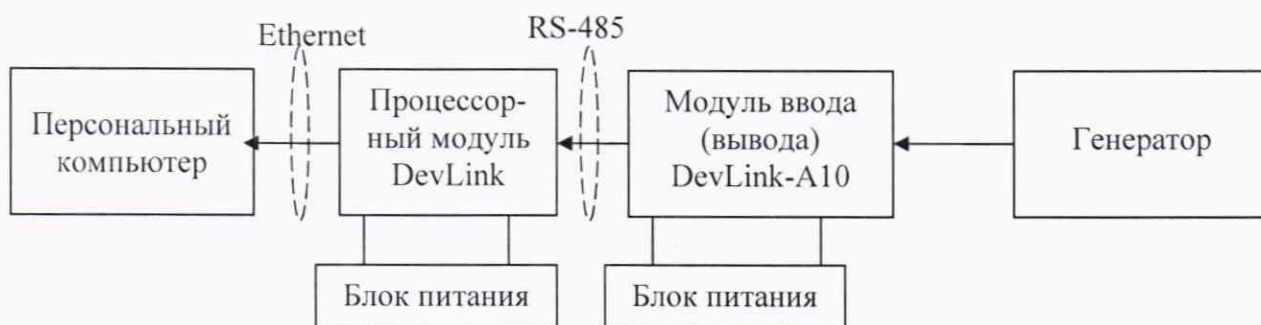 Ethernet
RS-485
Персональный
компьютер
Процессор-
ный модуль
DevLink
Модуль ввода
(вывода)
DevLink-A10
Генератор
Блок питания
Блок питания